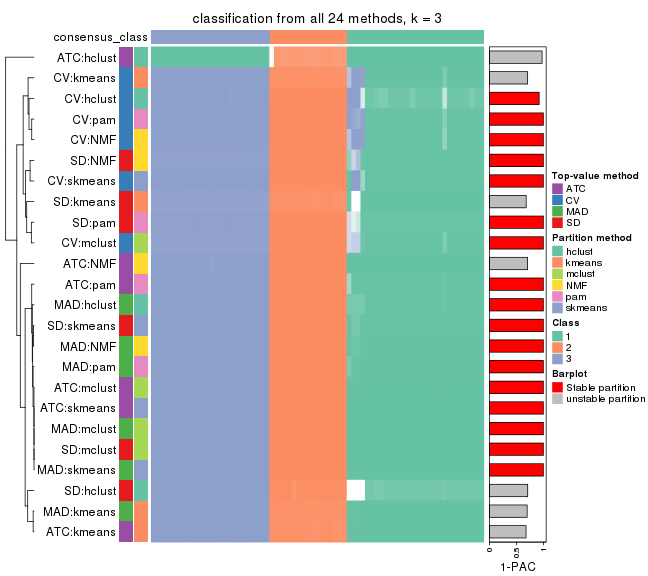 classification from all 24 methods, k = 3
consensus_class
ATC:hclust
CV:kmeans
CV:hclust
CV:pam
CV:NMF
SD:NMF
CV:skmeans
SD:kmeans
SD:pam
CV:mclust
ATC:NMF
ATC:pam
MAD:hclust
SD:skmeans
MAD:NMF
MAD:pam
ATC:mclust
ATC:skmeans
MAD:mclust
SD:mclust
MAD:skmeans
SD:hclust
MAD:kmeans
ATC:kmeans
0
0.5
1
1-PAC
Top-value method
ATC
CV
MAD
SD
Partition method
hclust
kmeans
mclust
NMF
pam
skmeans
Class
1
2
3
Barplot
Stable partition
unstable partition